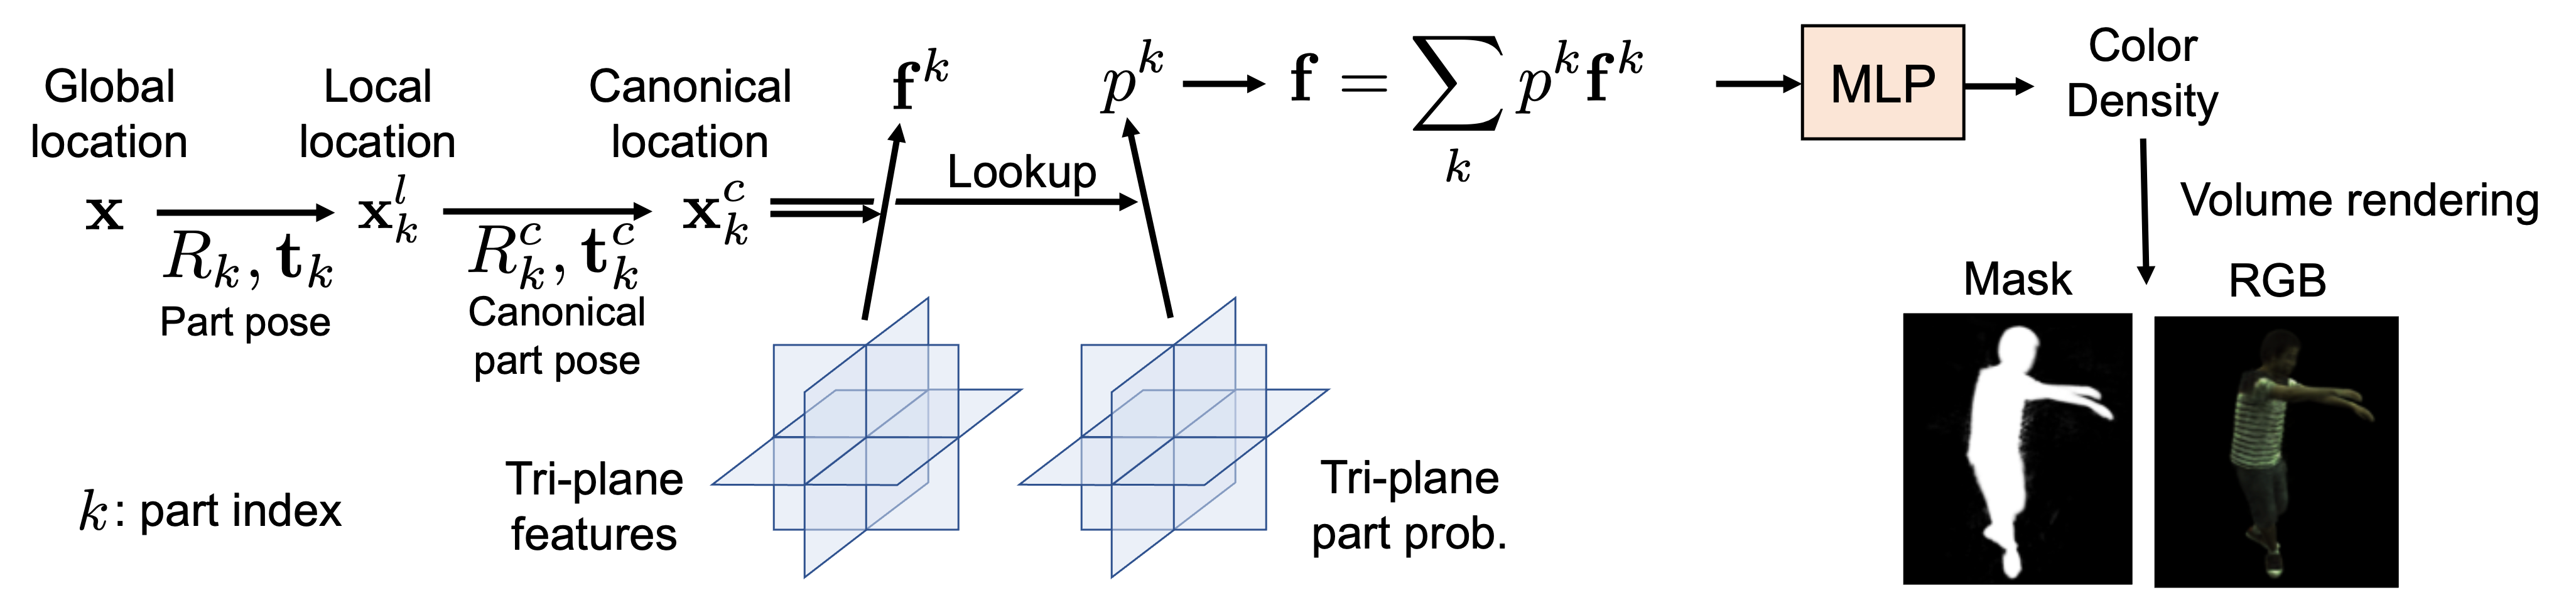 Global
location
x
R_k, t_k
Part pose
Local
location
x_k^l
R_k^c, t_k^c
Canonical
part pose
Canonical
location
x_k^c
f^k
Lookup
p^k
f = ∑_k p^k f^k
MLP
Color
Density
Volume rendering
Mask
RGB
k: part index
Tri-plane
features
Tri-plane
part prob.